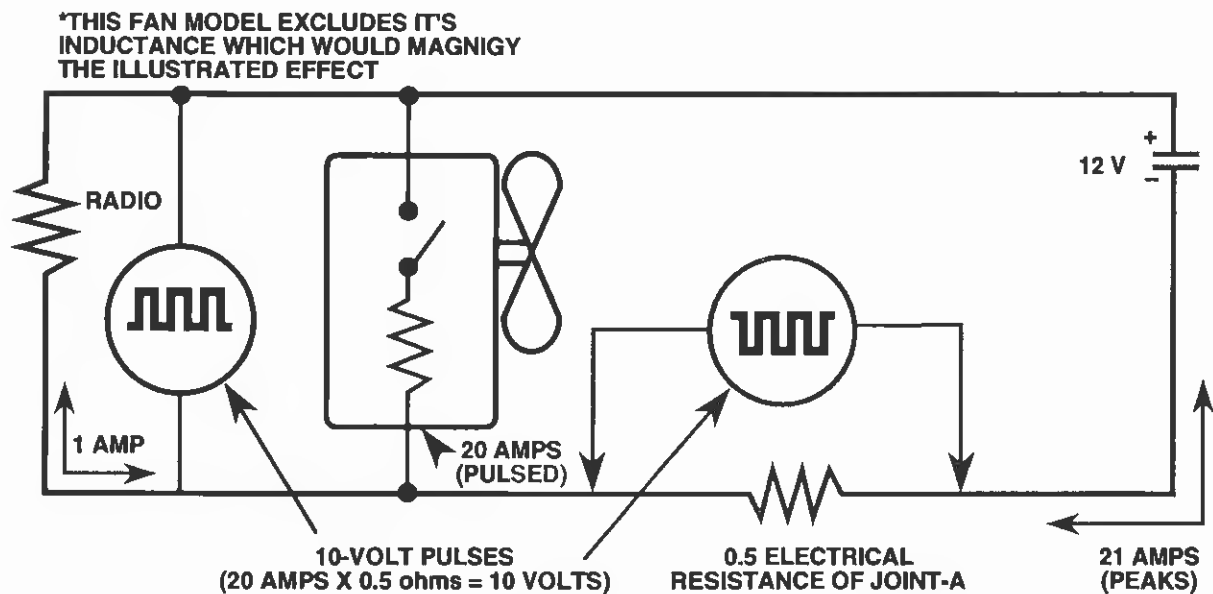 *THIS FAN MODEL EXCLUDES IT'S
INDUCTANCE WHICH WOULD MAGNIGY
THE ILLUSTRATED EFFECT
+
12 V
−
RADIO
1 AMP
20 AMPS
(PULSED)
10-VOLT PULSES
(20 AMPS X 0.5 ohms = 10 VOLTS)
0.5 ELECTRICAL
RESISTANCE OF JOINT-A
21 AMPS
(PEAKS)